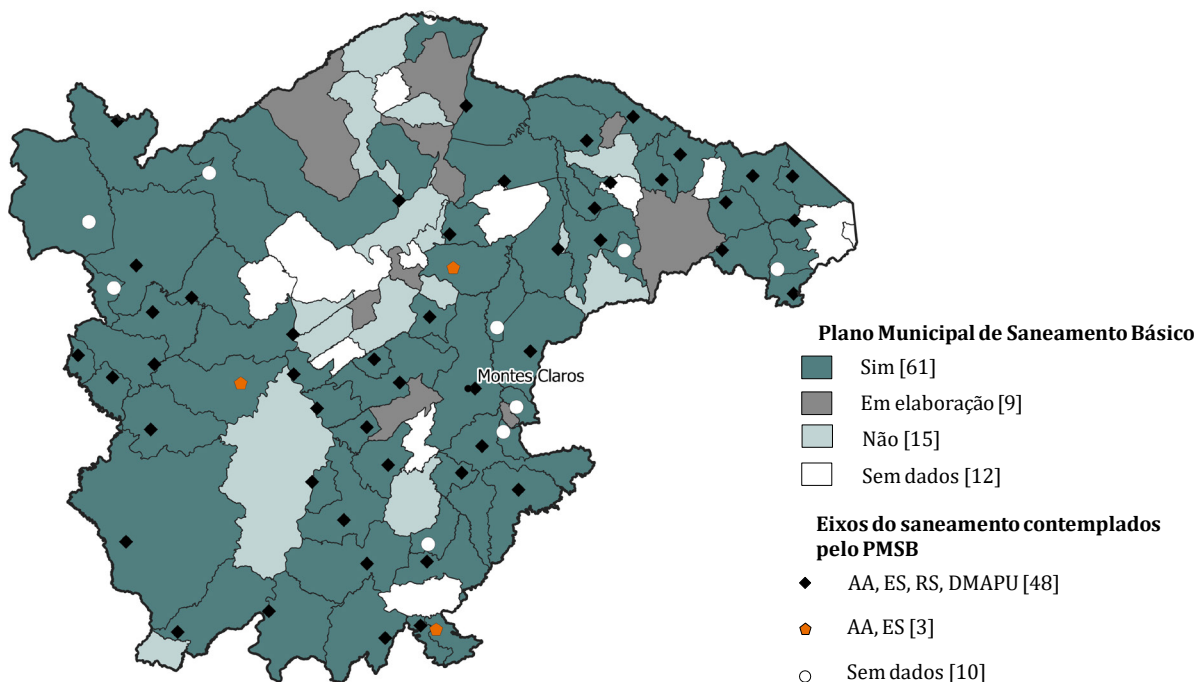 Montes Claros
Plano Municipal de Saneamento Básico
Sim [61]
Em elaboração [9]
Não [15]
Sem dados [12]
Eixos do saneamento contemplados
pelo PMSB
AA, ES, RS, DMAPU [48]
AA, ES [3]
Sem dados [10]